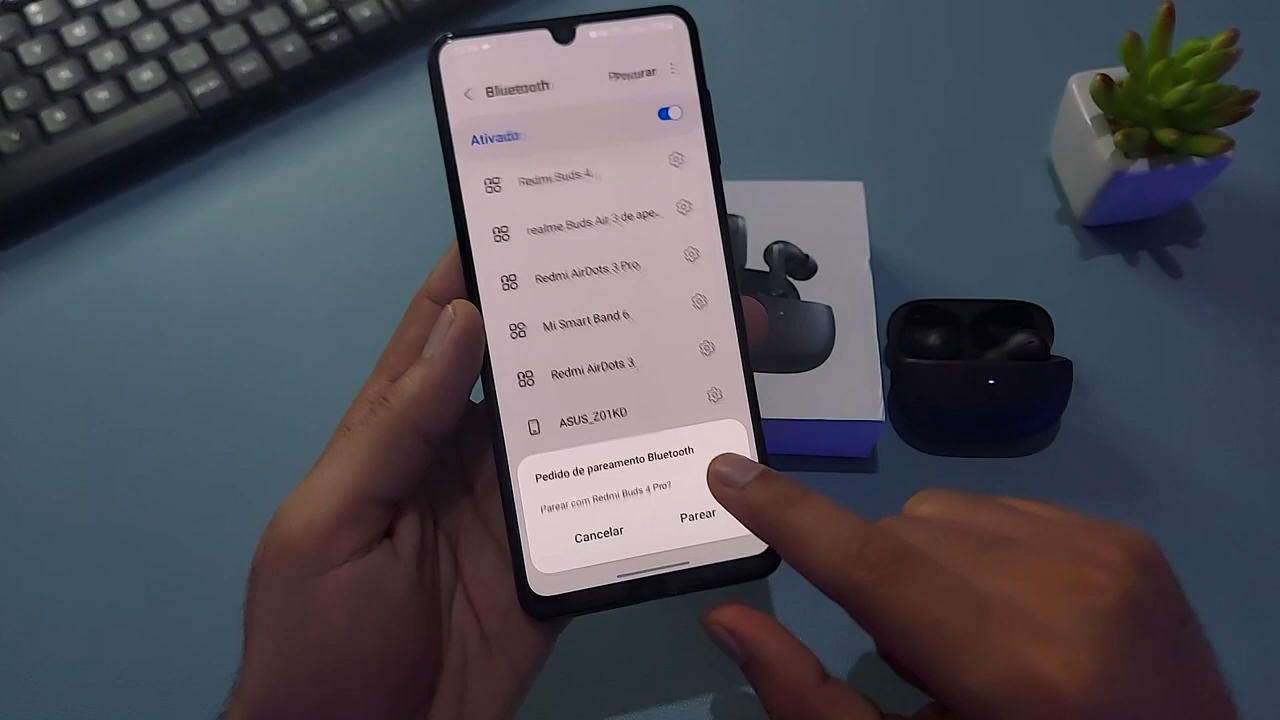 Bluetooth
Procurar
Ativado
Redmi Buds 4
realme Buds Air 3 de ape..
Redmi AirDots 3 Pro
Mi Smart Band 6
Redmi AirDots 3
ASUS_Z01KD
Pedido de pareamento Bluetooth
Parear com Redmi Buds 4 Pro?
Cancelar
Parear